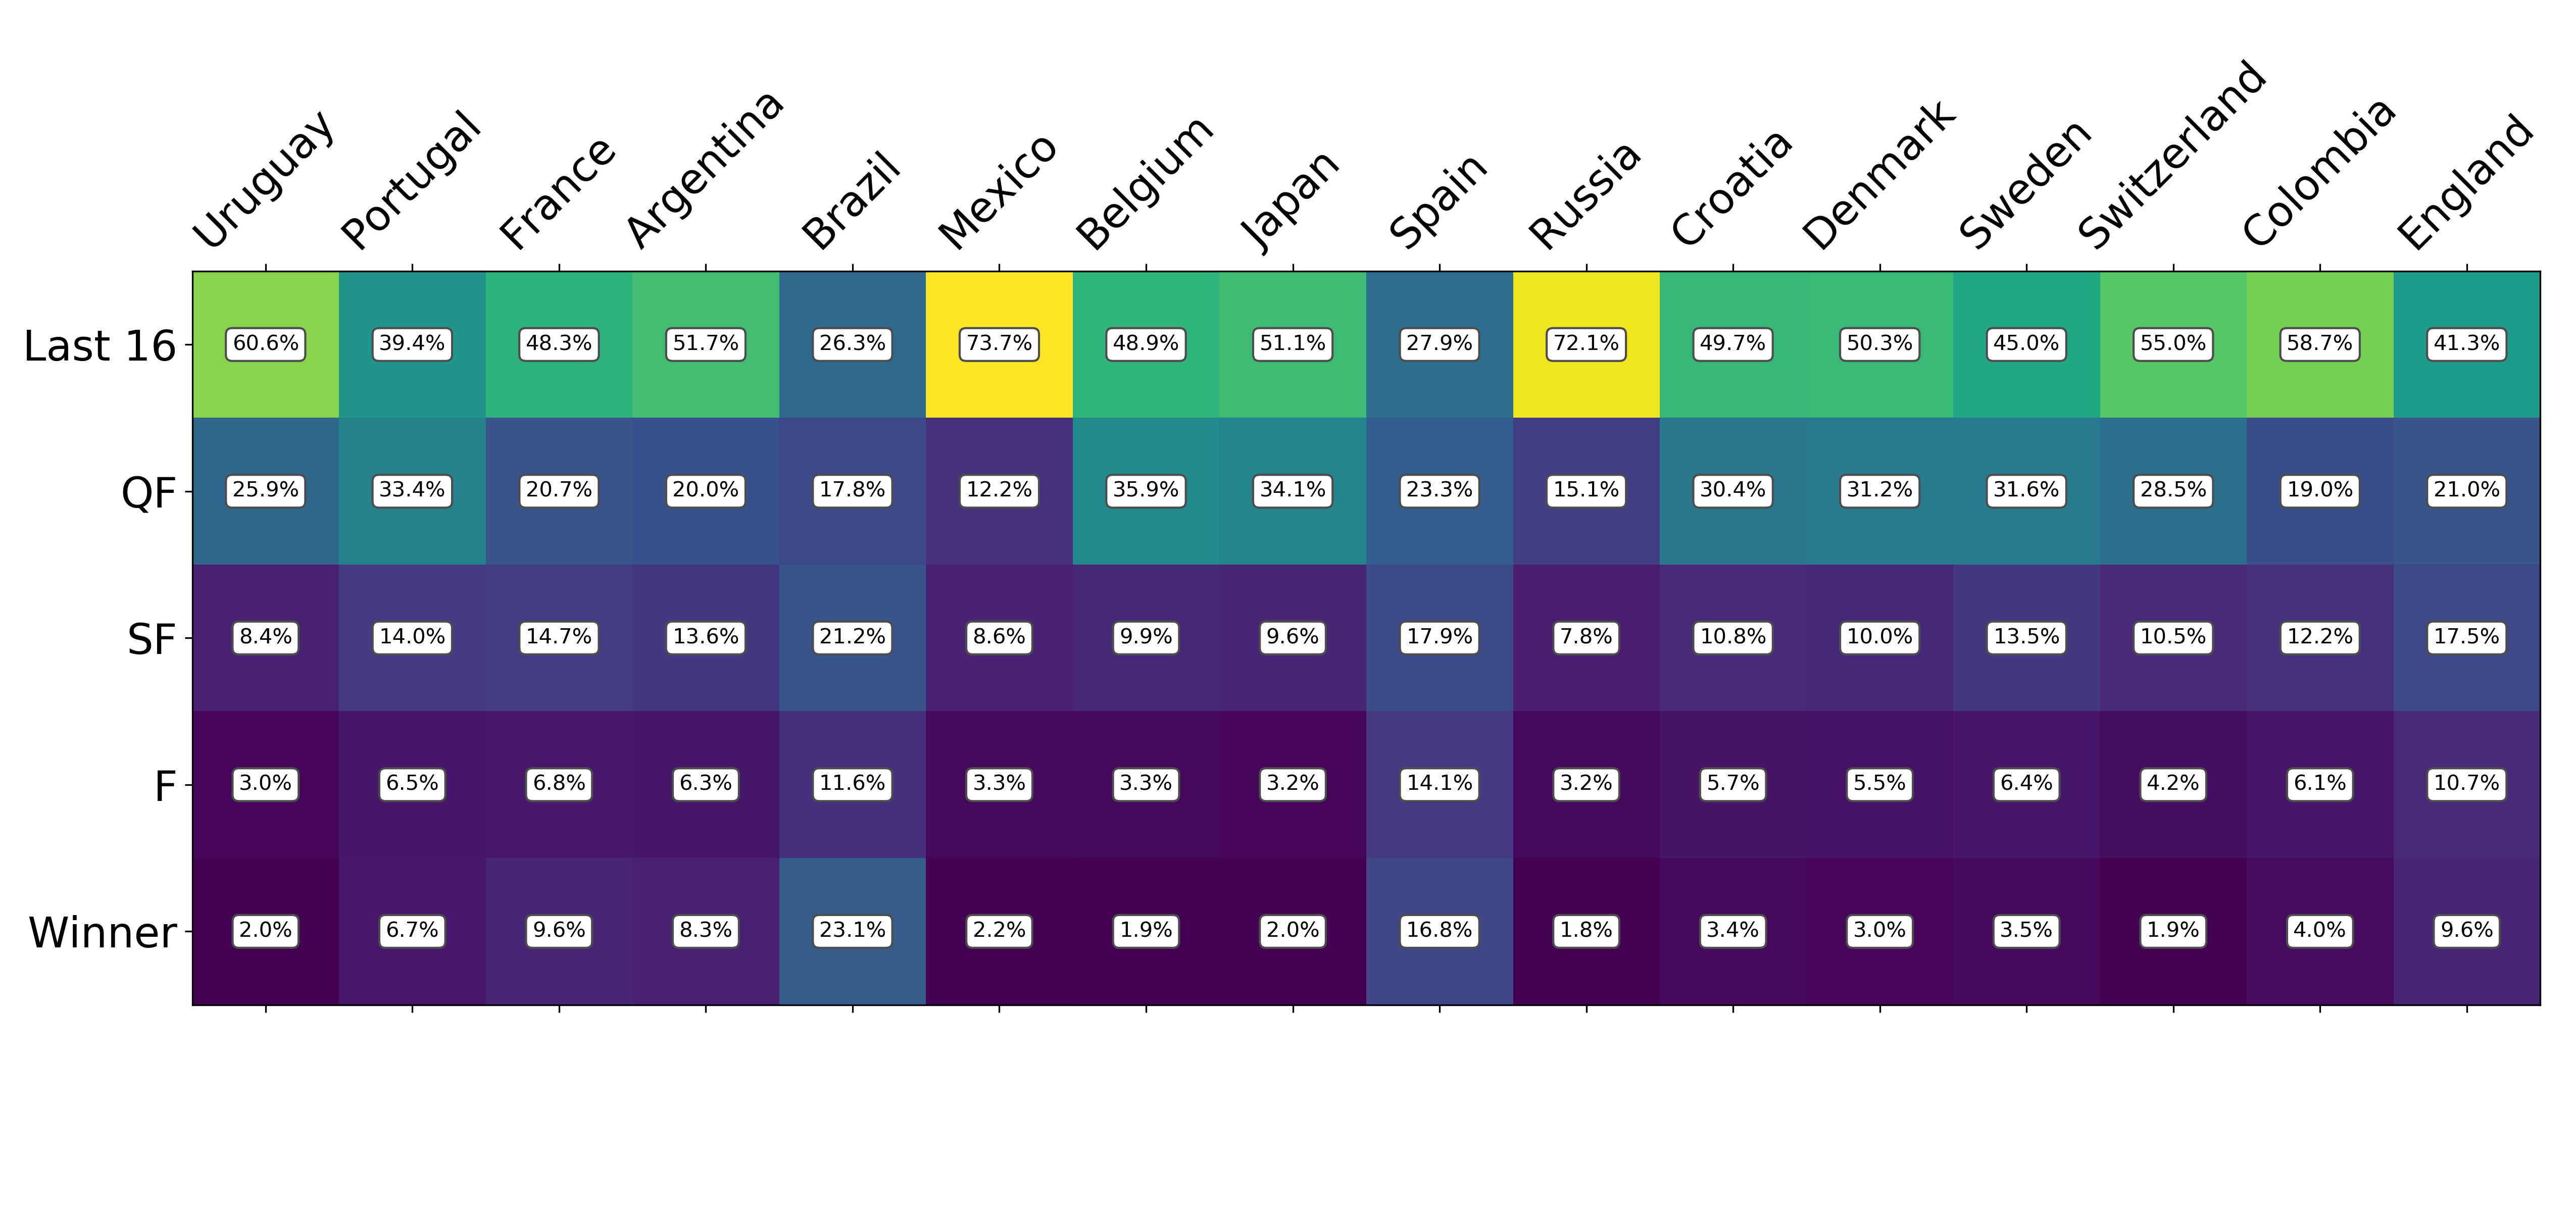 Uruguay Portugal France Argentina Brazil Mexico Belgium Japan Spain Russia Croatia Denmark Sweden Switzerland Colombia England
Last 16 60.6% 39.4% 48.3% 51.7% 26.3% 73.7% 48.9% 51.1% 27.9% 72.1% 49.7% 50.3% 45.0% 55.0% 58.7% 41.3%
QF 25.9% 33.4% 20.7% 20.0% 17.8% 12.2% 35.9% 34.1% 23.3% 15.1% 30.4% 31.2% 31.6% 28.5% 19.0% 21.0%
SF 8.4% 14.0% 14.7% 13.6% 21.2% 8.6% 9.9% 9.6% 17.9% 7.8% 10.8% 10.0% 13.5% 10.5% 12.2% 17.5%
F 3.0% 6.5% 6.8% 6.3% 11.6% 3.3% 3.3% 3.2% 14.1% 3.2% 5.7% 5.5% 6.4% 4.2% 6.1% 10.7%
Winner 2.0% 6.7% 9.6% 8.3% 23.1% 2.2% 1.9% 2.0% 16.8% 1.8% 3.4% 3.0% 3.5% 1.9% 4.0% 9.6%